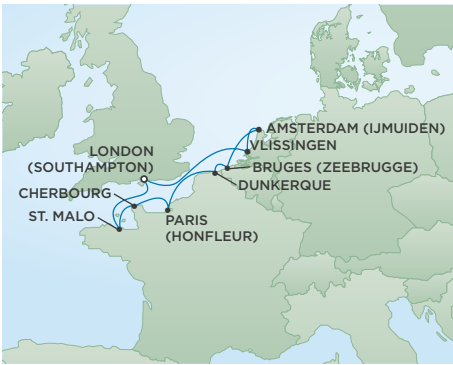 AMSTERDAM (IJMUIDEN)
VLISSINGEN
LONDON
(SOUTHAMPTON)
BRUGES (ZEEBRUGGE)
DUNKERQUE
CHERBOURG
ST. MALO
PARIS
(HONFLEUR)